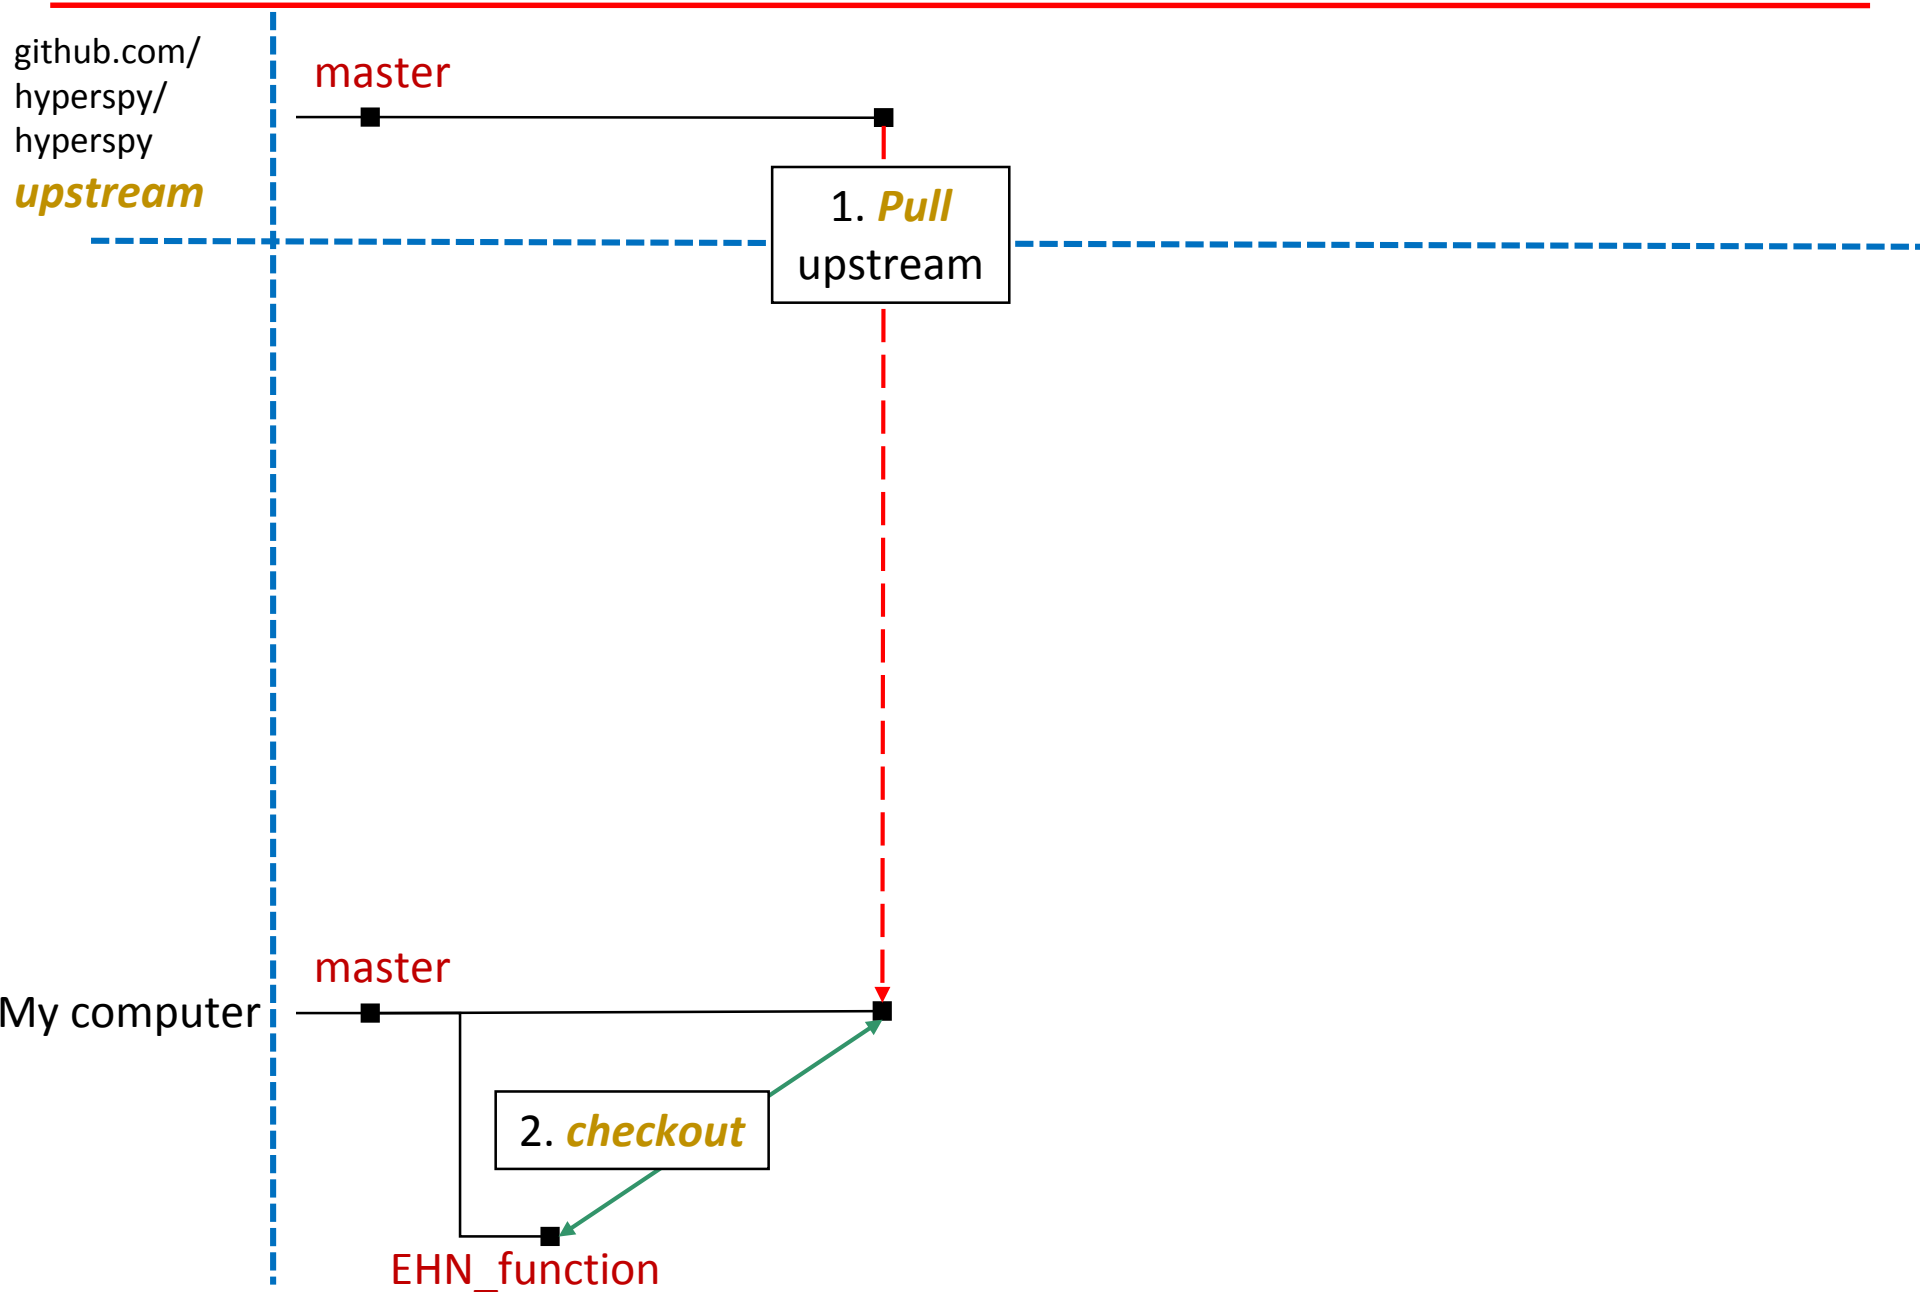 github.com/
hyperspy/
hyperspy
upstream
master
1. Pull
upstream
master
My computer
2. checkout
EHN_function